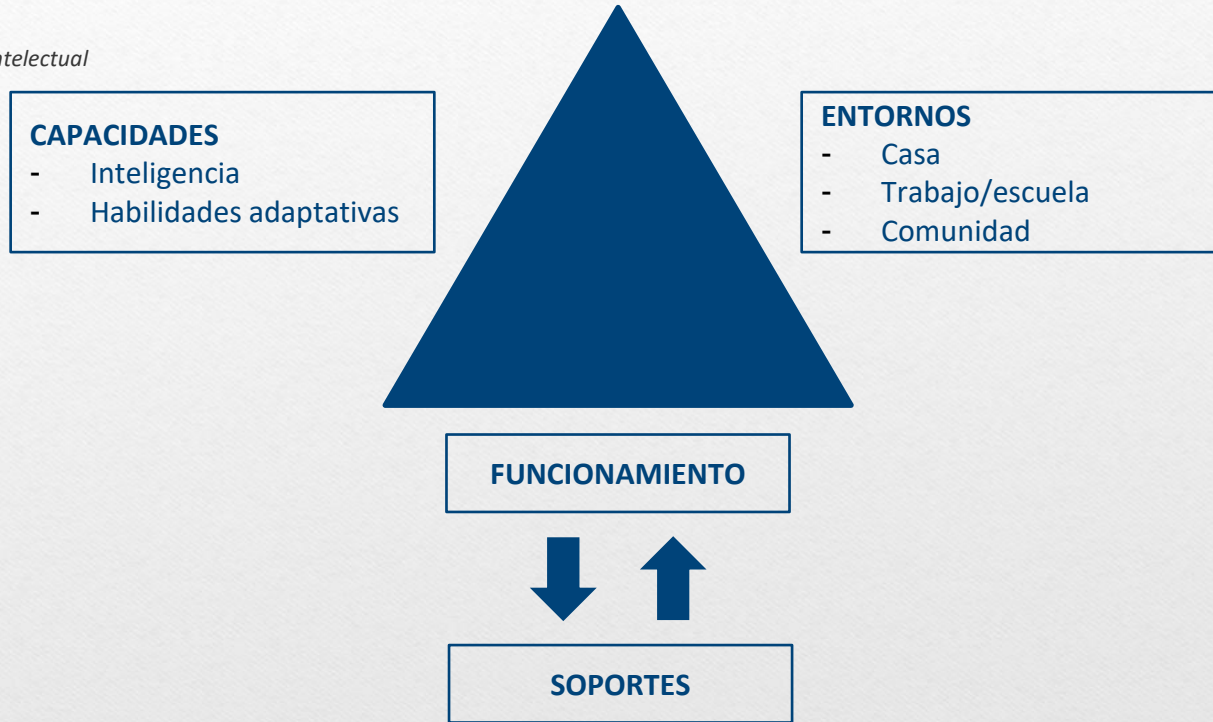 ntelectual
CAPACIDADES
- Inteligencia
- Habilidades adaptativas
ENTORNOS
- Casa
- Trabajo/escuela
- Comunidad
FUNCIONAMIENTO
SOPORTES